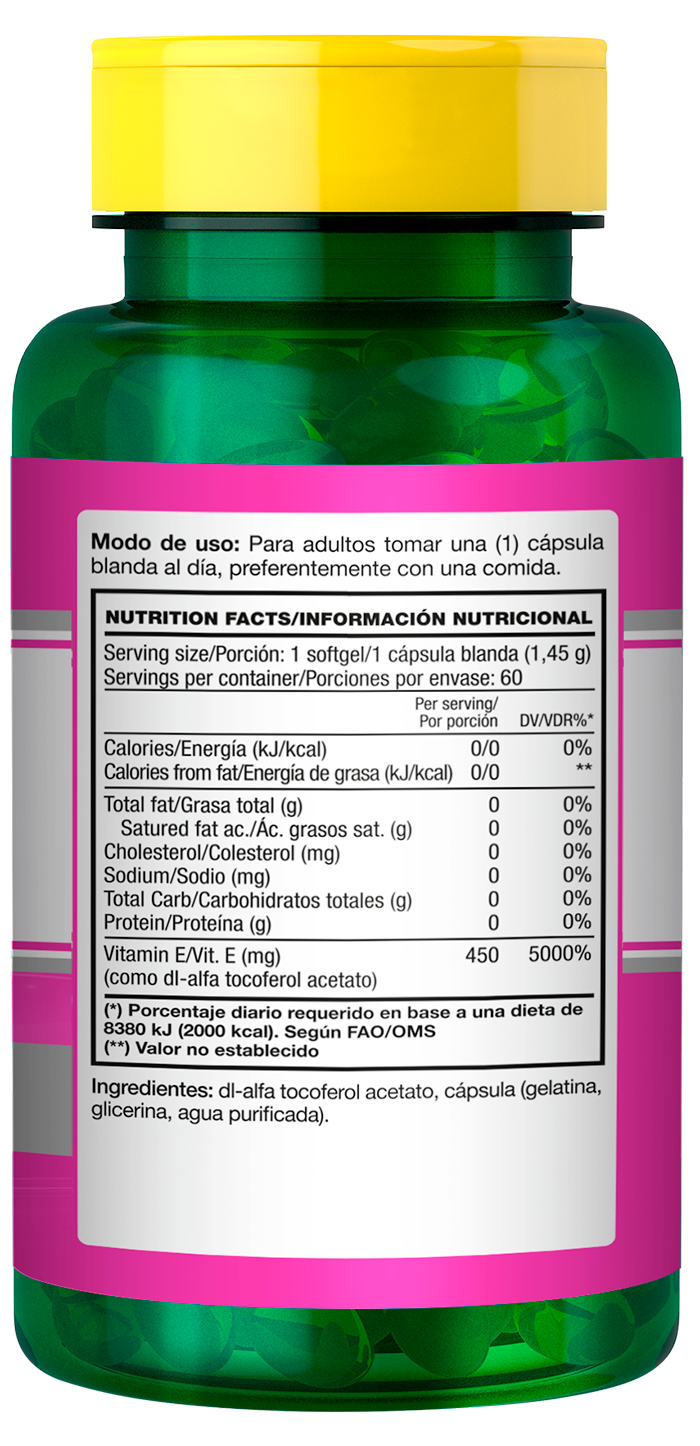 Modo de uso: Para adultos tomar una (1) cápsula
blanda al día, preferentemente con una comida.
NUTRITION FACTS/INFORMACIÓN NUTRICIONAL
Serving size/Porción: 1 softgel/1 cápsula blanda (1,45 g)
Servings per container/Porciones por envase: 60
Per serving/
Por porción DV/VDR%*
Calories/Energía (kJ/kcal) 0/0 0%
Calories from fat/Energía de grasa (kJ/kcal) 0/0 **
Total fat/Grasa total (g) 0 0%
Satured fat ac./Ác. grasos sat. (g) 0 0%
Cholesterol/Colesterol (mg) 0 0%
Sodium/Sodio (mg) 0 0%
Total Carb/Carbohidratos totales (g) 0 0%
Protein/Proteína (g) 0 0%
Vitamin E/Vit. E (mg) 450 5000%
(como dl-alfa tocoferol acetato)
(*) Porcentaje diario requerido en base a una dieta de
8380 kJ (2000 kcal). Según FAO/OMS
(**) Valor no establecido
Ingredientes: dl-alfa tocoferol acetato, cápsula (gelatina,
glicerina, agua purificada).